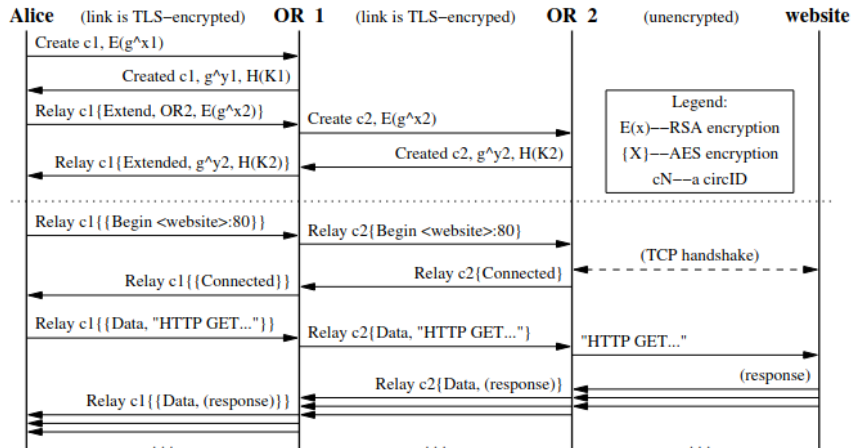 Alice (link is TLS−encrypted) OR 1 (link is TLS−encryped) OR 2 (unencrypted) website
Create c1, E(g^x1)
Created c1, g^y1, H(K1)
Relay c1{Extend, OR2, E(g^x2)}
Create c2, E(g^x2)
Created c2, g^y2, H(K2)
Relay c1{Extended, g^y2, H(K2)}
Legend:
E(x)−−RSA encryption
{X}−−AES encryption
cN−−a circID
Relay c1{{Begin <website>:80}}
Relay c2{Begin <website>:80}
(TCP handshake)
Relay c2{Connected}
Relay c1{{Connected}}
Relay c1{{Data, "HTTP GET..."}}
Relay c2{Data, "HTTP GET..."}
"HTTP GET..."
(response)
Relay c2{Data, (response)}
Relay c1{{Data, (response)}}
. . . . . . . . .